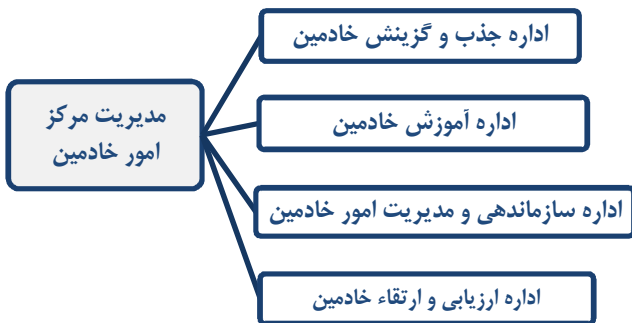 اداره جذب و گزینش خادمین
مدیریت مرکز
امور خادمین
اداره آموزش خادمین
اداره سازماندهی و مدیریت امور خادمین
اداره ارزیابی و ارتقاء خادمین